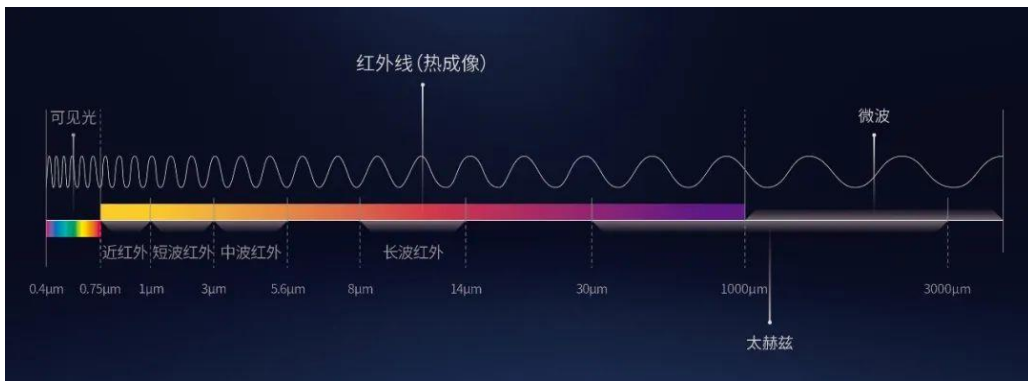 红外线(热成像)
可见光
微波
近红外 短波红外 中波红外 长波红外
0.4μm 0.75μm 1μm 3μm 5.6μm 8μm 14μm 30μm 1000μm 3000μm
太赫兹